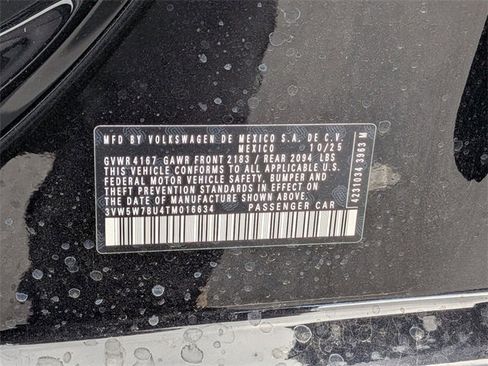 MFD BY VOLKSWAGEN DE MEXICO S.A. DE C.V.
MEXICO 10/25
GVWR 4167 GAWR FRONT 2183 / REAR 2094 LBS
THIS VEHICLE CONFORMS TO ALL APPLICABLE U.S.
FEDERAL MOTOR VEHICLE SAFETY, BUMPER AND
THEFT PREVENTION STANDARDS IN EFFECT ON THE
DATE OF MANUFACTURE SHOWN ABOVE.
3VW5W7BU4TM016634 PASSENGER CAR
4231034 3963 M